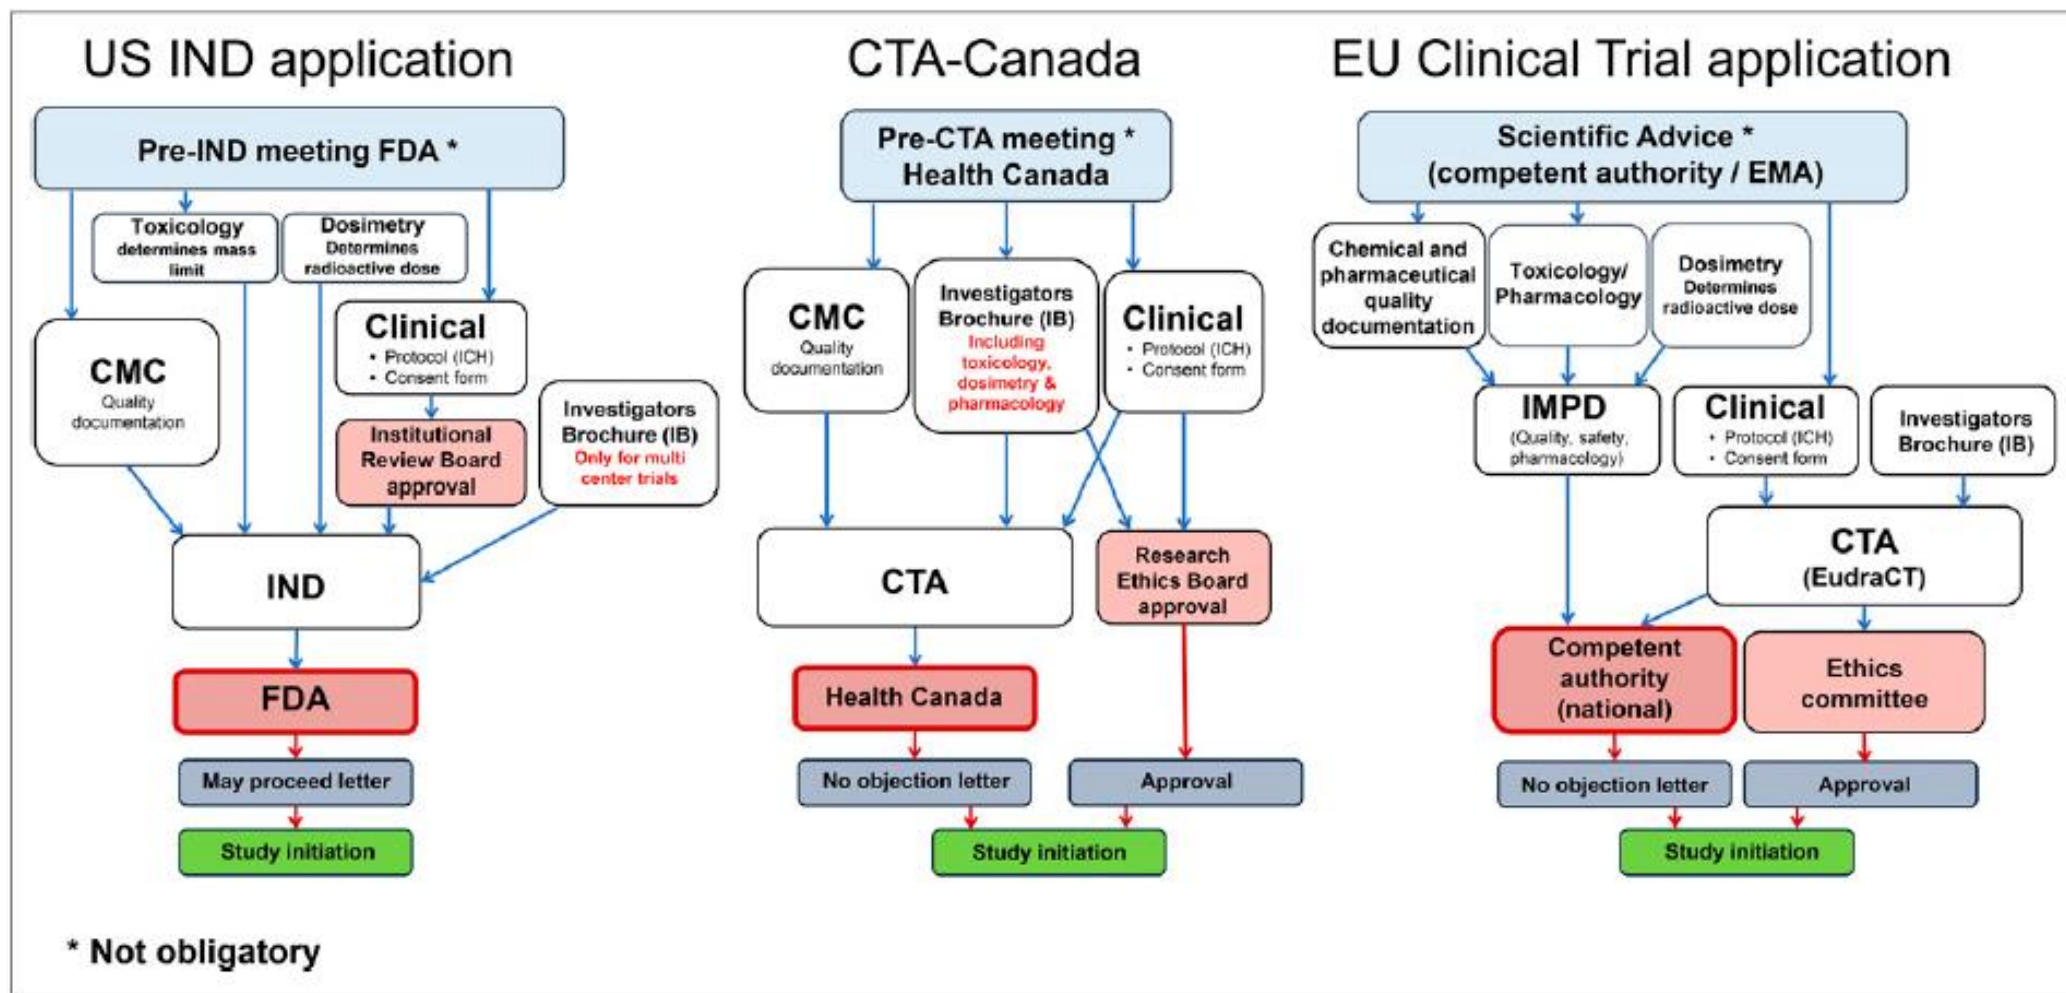 US IND application
Pre-IND meeting FDA *
Toxicology
determines mass
limit
Dosimetry
Determines
radioactive dose
CMC
Quality
documentation
Clinical
• Protocol (ICH)
• Consent form
Institutional
Review Board
approval
Investigators
Brochure (IB)
Only for multi
center trials
IND
FDA
May proceed letter
Study initiation
CTA-Canada
Pre-CTA meeting *
Health Canada
CMC
Quality
documentation
Investigators
Brochure (IB)
Including
toxicology,
dosimetry &
pharmacology
Clinical
• Protocol (ICH)
• Consent form
CTA
Research
Ethics Board
approval
Health Canada
No objection letter
Approval
Study initiation
EU Clinical Trial application
Scientific Advice *
(competent authority / EMA)
Chemical and
pharmaceutical
quality
documentation
Toxicology/
Pharmacology
Dosimetry
Determines
radioactive dose
IMPD
(Quality, safety,
pharmacology)
Clinical
• Protocol (ICH)
• Consent form
Investigators
Brochure (IB)
CTA
(EudraCT)
Competent
authority
(national)
Ethics
committee
No objection letter
Approval
Study initiation
* Not obligatory